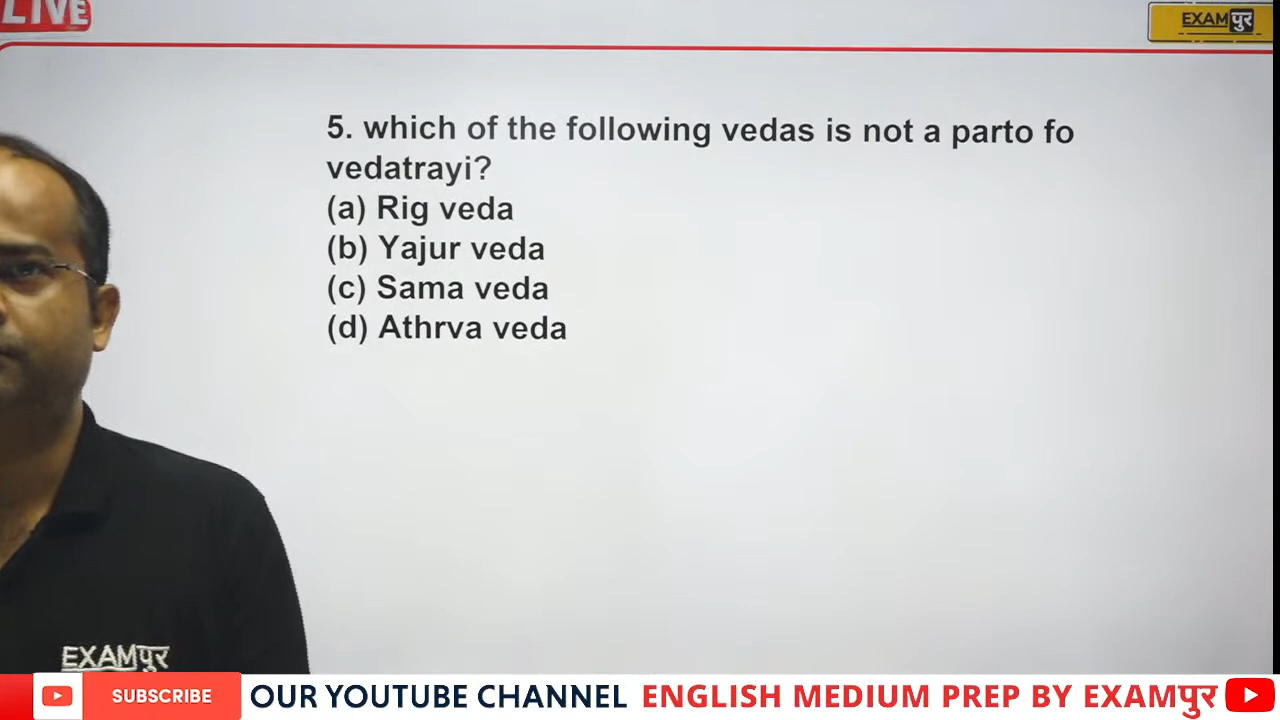 LIVE
EXAMपुर
5. which of the following vedas is not a parto fo
vedatrayi?
(a) Rig veda
(b) Yajur veda
(c) Sama veda
(d) Athrva veda
EXAMपुर
SUBSCRIBE OUR YOUTUBE CHANNEL ENGLISH MEDIUM PREP BY EXAMपुर